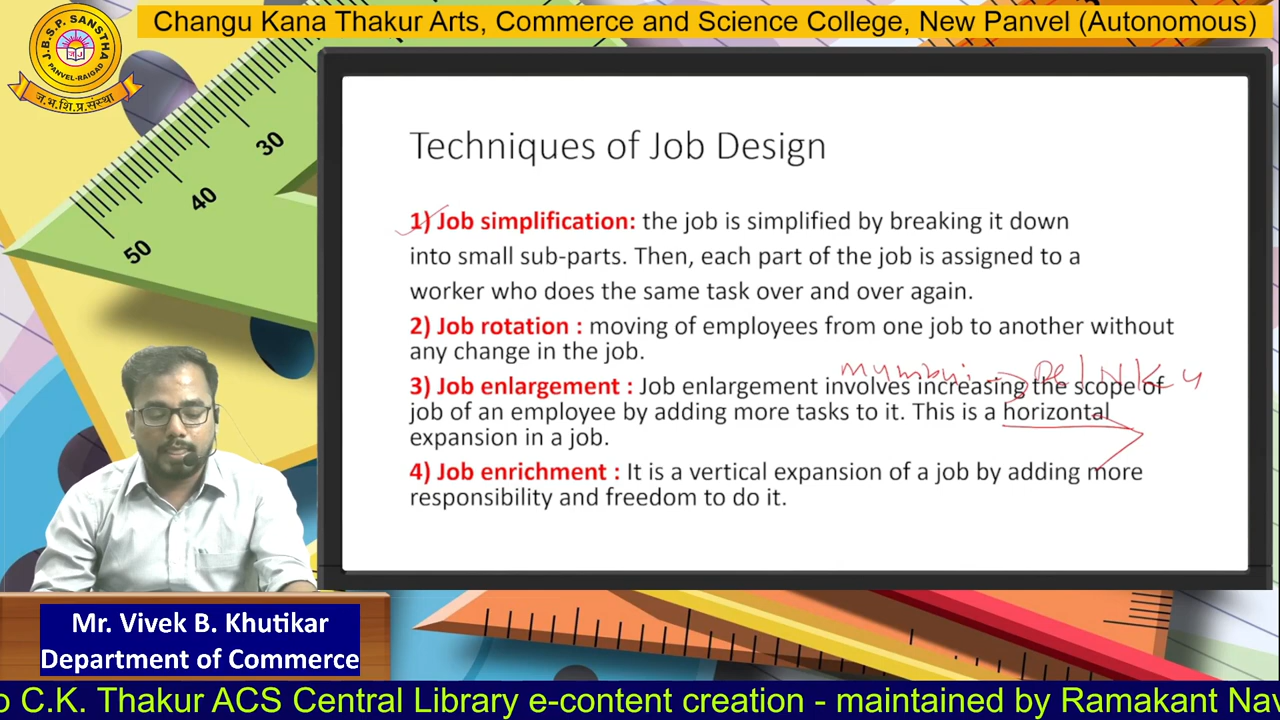 Changu Kana Thakur Arts, Commerce and Science College, New Panvel (Autonomous)
J.B.S.P. SANSTHA
PANVEL-RAIGAD
ज.भ.शि.प्र.संस्था
30
40
50
Techniques of Job Design
1) Job simplification: the job is simplified by breaking it down
into small sub-parts. Then, each part of the job is assigned to a
worker who does the same task over and over again.
2) Job rotation : moving of employees from one job to another without
any change in the job.
3) Job enlargement : Job enlargement involves increasing the scope of
job of an employee by adding more tasks to it. This is a horizontal
expansion in a job.
4) Job enrichment : It is a vertical expansion of a job by adding more
responsibility and freedom to do it.
Mr. Vivek B. Khutikar
Department of Commerce
o C.K. Thakur ACS Central Library e-content creation - maintained by Ramakant Nav